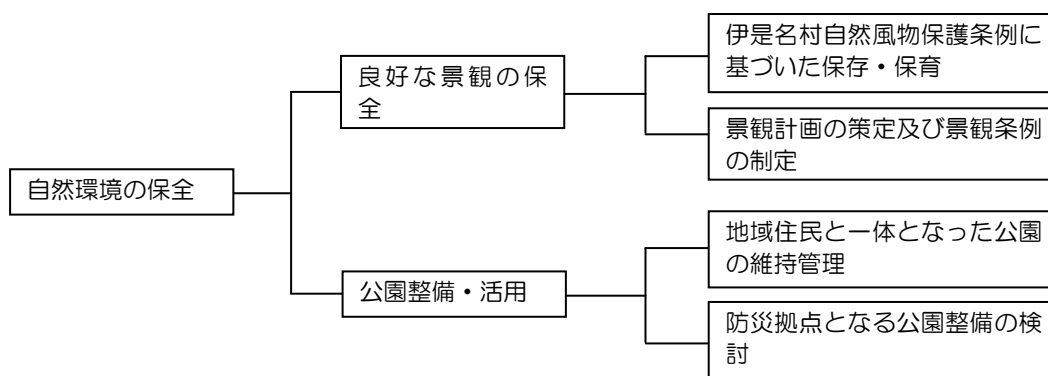 伊是名村自然風物保護条例に
基づいた保存・保育
良好な景観の保
全
景観計画の策定及び景観条例
の制定
自然環境の保全
地域住民と一体となった公園
の維持管理
公園整備・活用
防災拠点となる公園整備の検
討